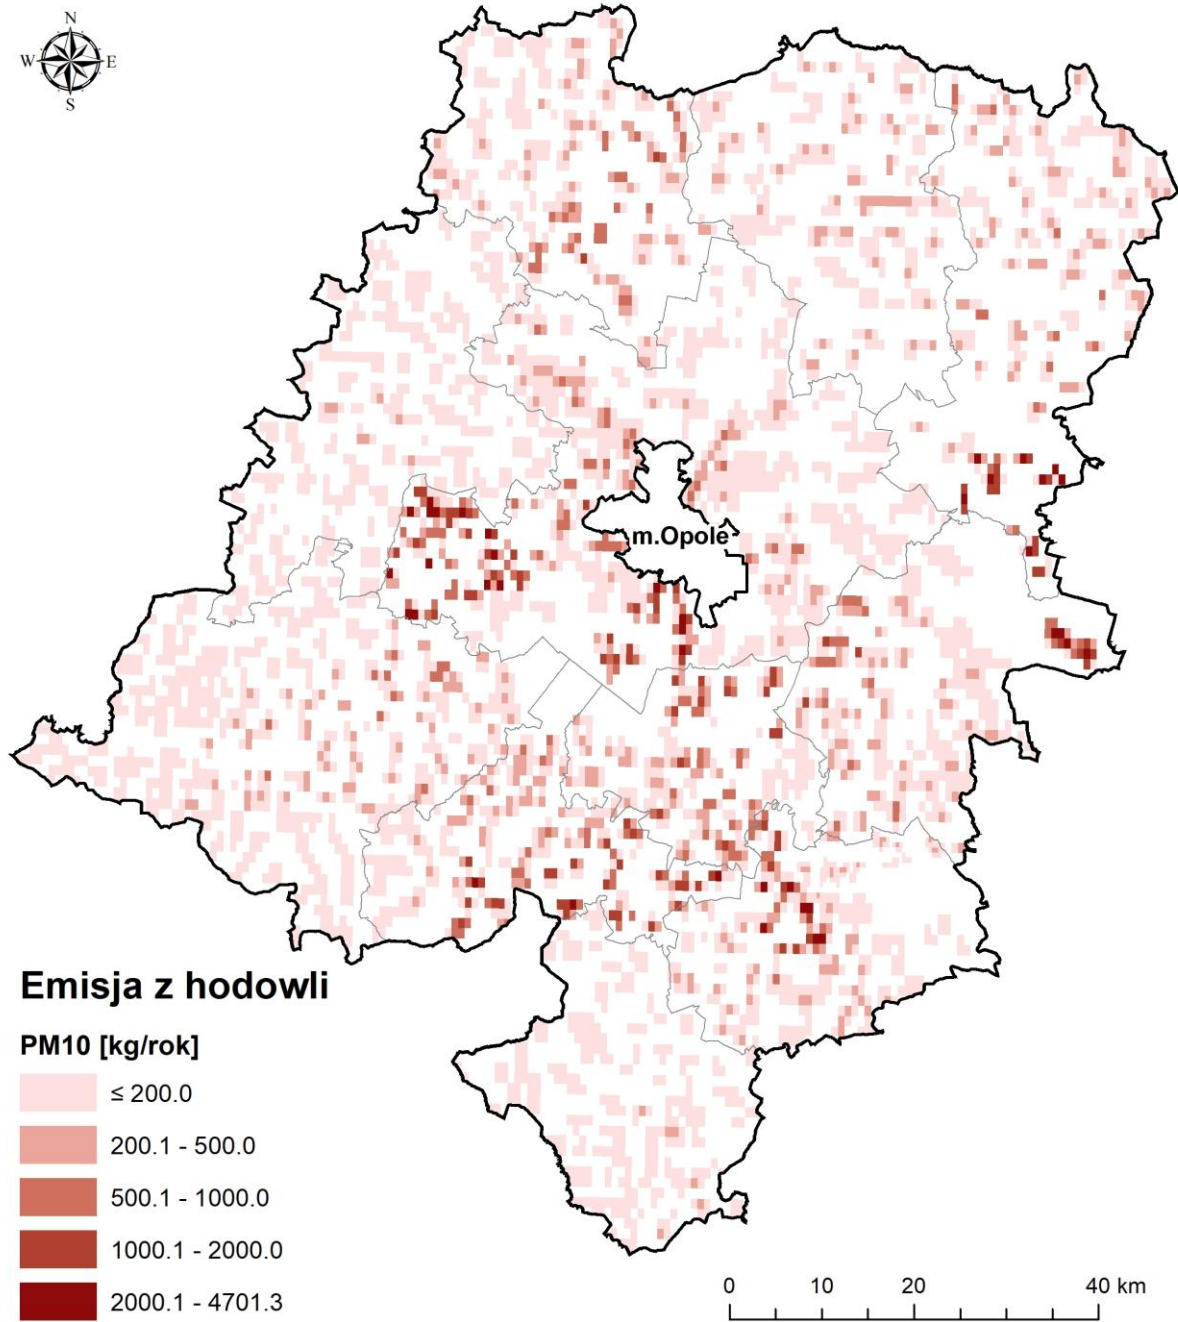 N
W E
S
m.Opole
Emisja z hodowli
PM10 [kg/rok]
≤ 200.0
200.1 - 500.0
500.1 - 1000.0
1000.1 - 2000.0
2000.1 - 4701.3
0 10 20 40 km